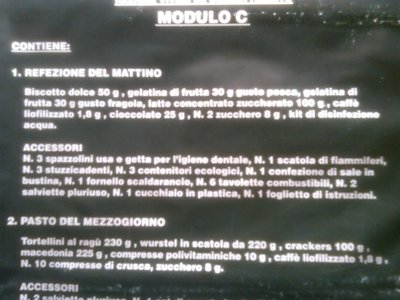 MODULO C
CONTIENE:
1. REFEZIONE DEL MATTINO
Biscotto dolce 50 g , gelatina di frutta 30 g gusto pesca, gelatina di
frutta 30 g gusto fragola, latte concentrato zuccherato 100 g., caffè
liofilizzato 1,8 g , cioccolato 25 g , N. 2 zucchero 8 g , kit di disinfezione
acqua.
ACCESSORI
N. 3 spazzolini usa e getta per l'igiene dentale, N. 1 scatola di fiammiferi,
N. 3 stuzzicadenti, N. 3 contenitori ecologici, N. 1 confezione di sale in
bustina, N. 1 fornello scaldarancio, N. 6 tavolette combustibili, N. 2
salviette pluriuso, N. 1 cucchiaio in plastica, N. 1 foglietto di istruzioni.
2. PASTO DEL MEZZOGIORNO
Tortellini al ragù 230 g , wurstel in scatola da 220 g , crackers 100 g ,
macedonia 225 g , compresse polivitaminiche 10 g , caffè liofilizzato 1,8 g ,
N. 10 compresse di crusca, zucchero 8 g.
ACCESSORI
N. 2 salviette pluriuso, N. 1